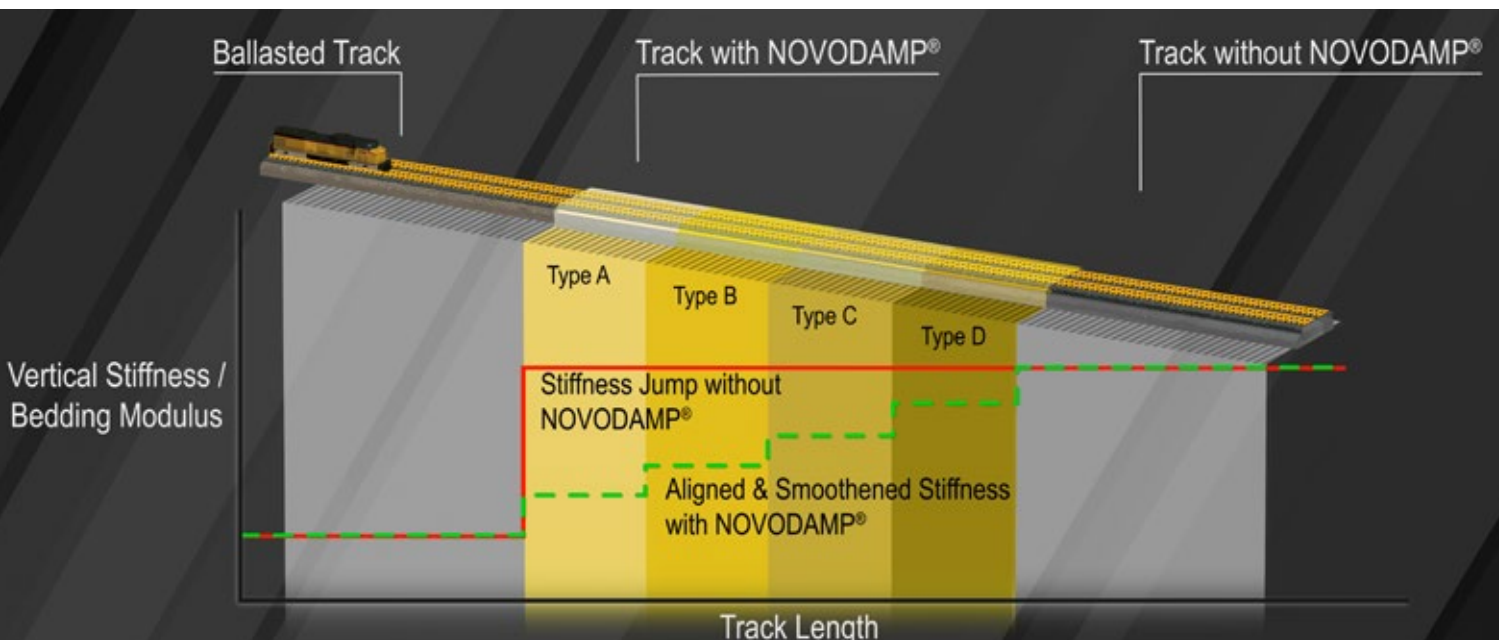 Ballasted Track
Track with NOVODAMP®
Track without NOVODAMP®
Type A
Type B
Type C
Type D
Vertical Stiffness /
Bedding Modulus
Stiffness Jump without
NOVODAMP®
Aligned & Smoothened Stiffness
with NOVODAMP®
Track Length